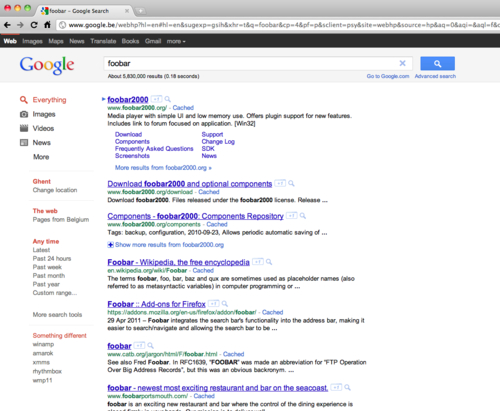 foobar - Google Search
www.google.be/webhp?hl=en#hl=en&sugexp=gsih&xhr=t&q=foobar&cp=4&pf=p&sclient=psy&site=webhp&source=hp&aq=0&aqi=&aql=f&
Web Images Maps News Translate Books Gmail more
Google
foobar
About 5,830,000 results (0.18 seconds)
Go to Google.com Advanced search
Everything
Images
Videos
News
More
Ghent
Change location
The web
Pages from Belgium
Any time
Latest
Past 24 hours
Past week
Past month
Past year
Custom range...
More search tools
Something different
winamp
amarok
xmms
rhythmbox
wmp11
foobar2000 +1
www.foobar2000.org/ - Cached
Media player with simple UI and low memory use. Offers plugin support for new features.
Includes link to forum focused on application. [Win32]
Download Support
Components Change Log
Frequently Asked Questions SDK
Screenshots News
More results from foobar2000.org »
Download foobar2000 and optional components +1
www.foobar2000.org/download - Cached
Download foobar2000. Files released under the foobar2000 license. Release ...
Components - foobar2000: Components Repository +1
www.foobar2000.org/components - Cached
Tags: backup, configuration, 2010-09-23, Allows periodic automatic saving of ...
Show more results from foobar2000.org
Foobar - Wikipedia, the free encyclopedia +1
en.wikipedia.org/wiki/Foobar - Cached
The terms foobar, foo, bar, baz and qux are sometimes used as placeholder names (also
referred to as metasyntactic variables) in computer programming or ...
Foobar :: Add-ons for Firefox +1
https://addons.mozilla.org/en-us/firefox/addon/foobar/ - Cached
29 Apr 2011 – Foobar integrates the search bar's functionality into the address bar, making it
easier to search/navigate and allowing the search bar to be ...
foobar +1
www.catb.org/jargon/html/F/foobar.html - Cached
See also Fred Foobar. In RFC1639, "FOOBAR" was made an abbreviation for "FTP Operation
Over Big Address Records", but this was an obvious backronym. ...
foobar - newest most exciting restaurant and bar on the seacoast. +1
www.foobarportsmouth.com/ - Cached
foobar is an exciting new restaurant and bar where the control of the dining experience is